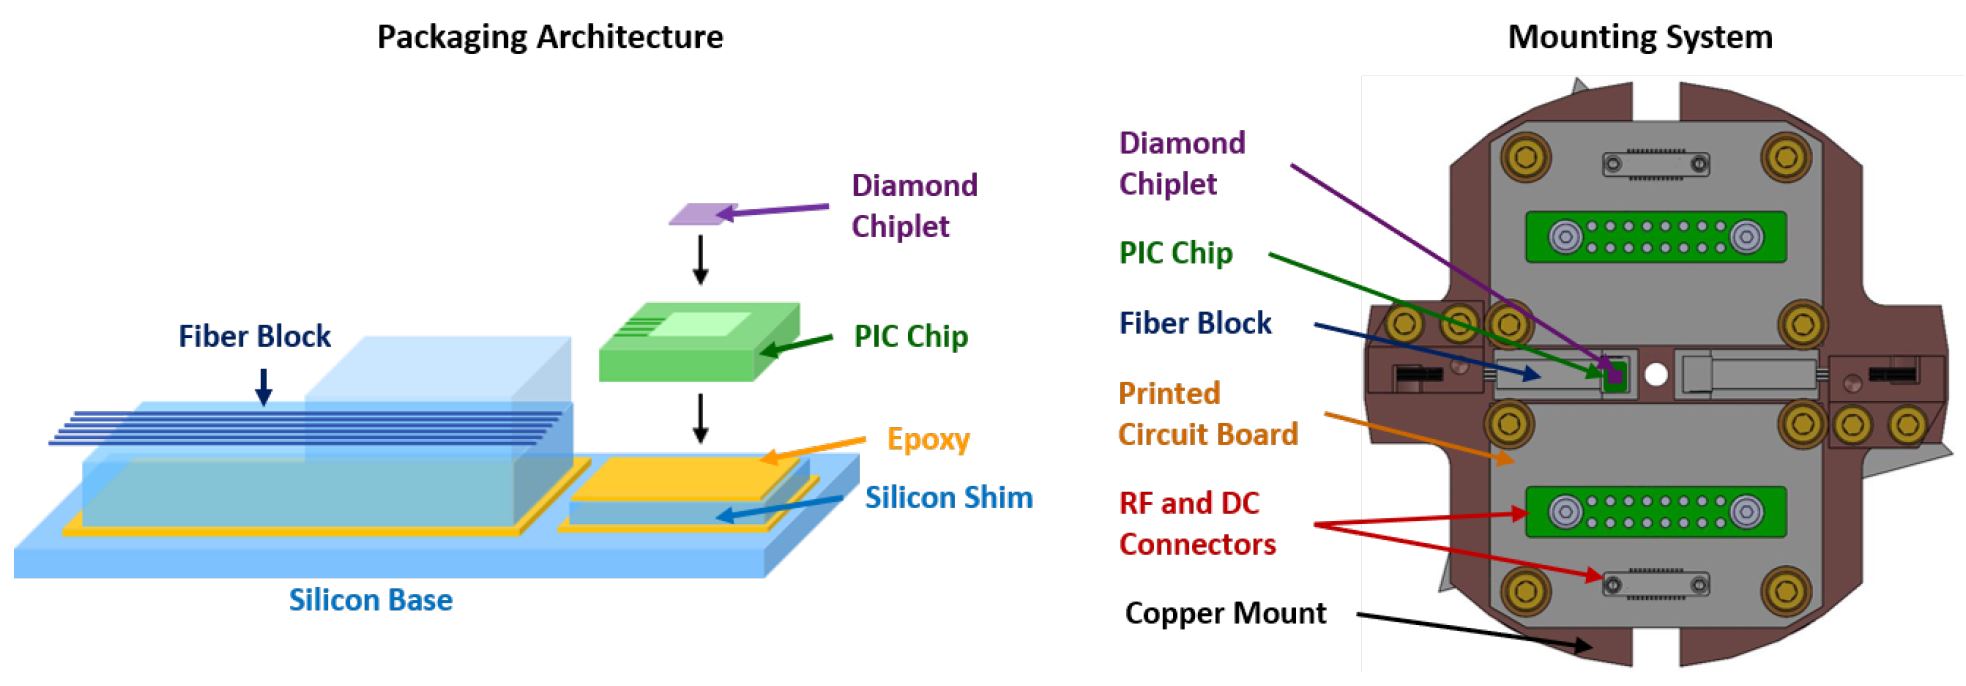 Packaging Architecture
Diamond
Chiplet
Fiber Block
PIC Chip
Epoxy
Silicon Shim
Silicon Base
Mounting System
Diamond
Chiplet
PIC Chip
Fiber Block
Printed
Circuit Board
RF and DC
Connectors
Copper Mount